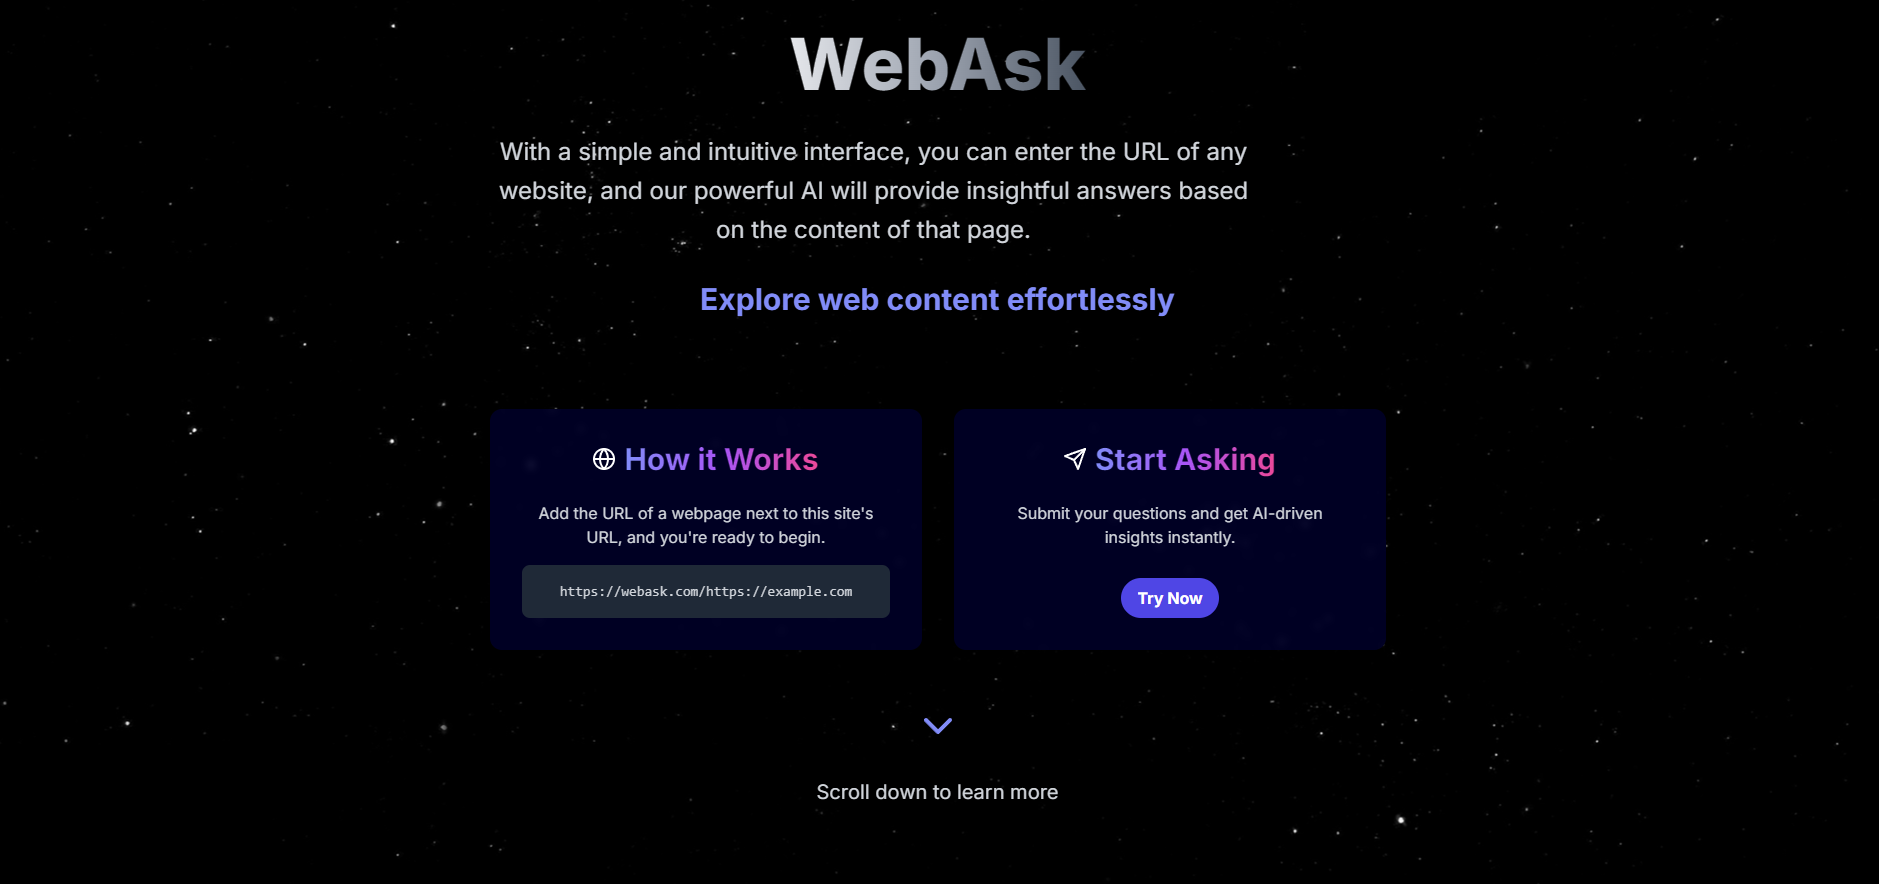 WebAsk
With a simple and intuitive interface, you can enter the URL of any
website, and our powerful AI will provide insightful answers based
on the content of that page.
Explore web content effortlessly
How it Works
Add the URL of a webpage next to this site's
URL, and you're ready to begin.
https://webask.com/https://example.com
Start Asking
Submit your questions and get AI-driven
insights instantly.
Try Now
Scroll down to learn more